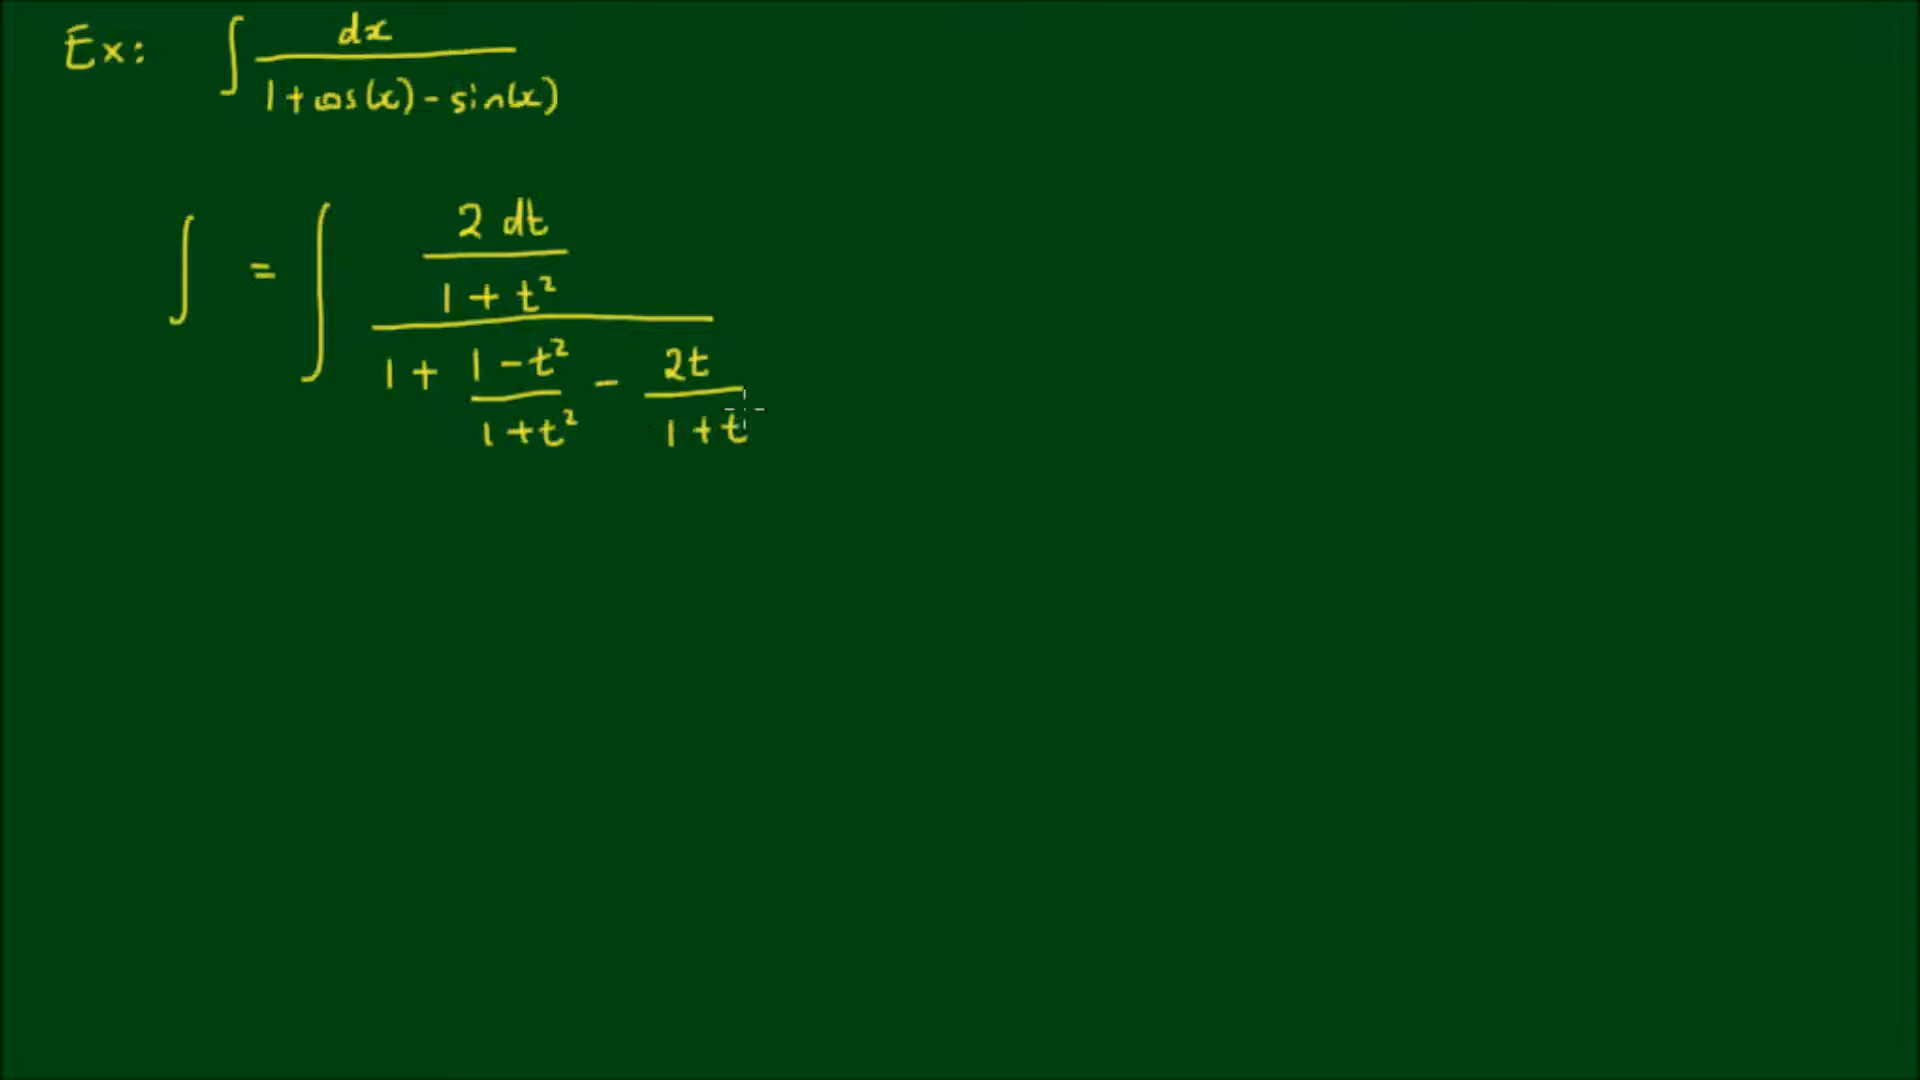 Ex: ∫ dx / (1 + cos(x) - sin(x))
∫ = ∫ (2 dt / (1 + t²)) / (1 + (1 - t²)/(1 + t²) - 2t/(1 + t))